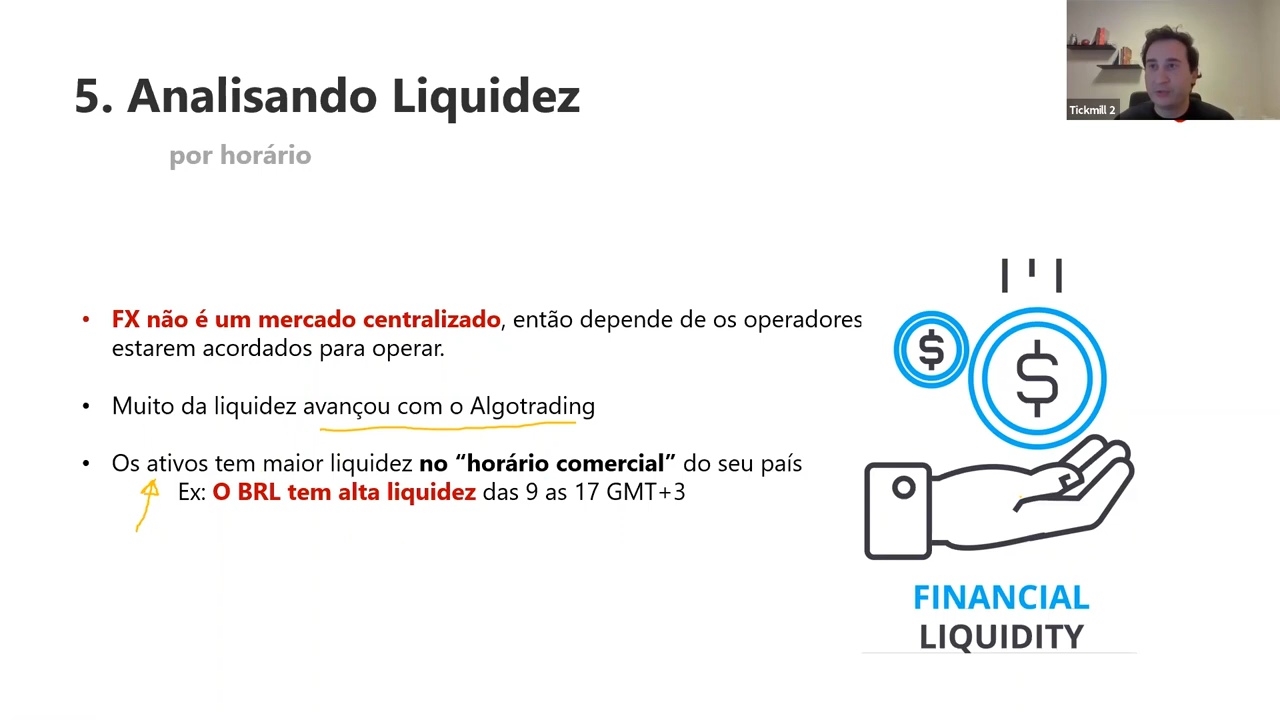 Tickmill 2
5. Analisando Liquidez
por horário
• FX não é um mercado centralizado, então depende de os operadores
estarem acordados para operar.
• Muito da liquidez avançou com o Algotrading
• Os ativos tem maior liquidez no “horário comercial” do seu país
Ex: O BRL tem alta liquidez das 9 as 17 GMT+3
$
$
FINANCIAL
LIQUIDITY